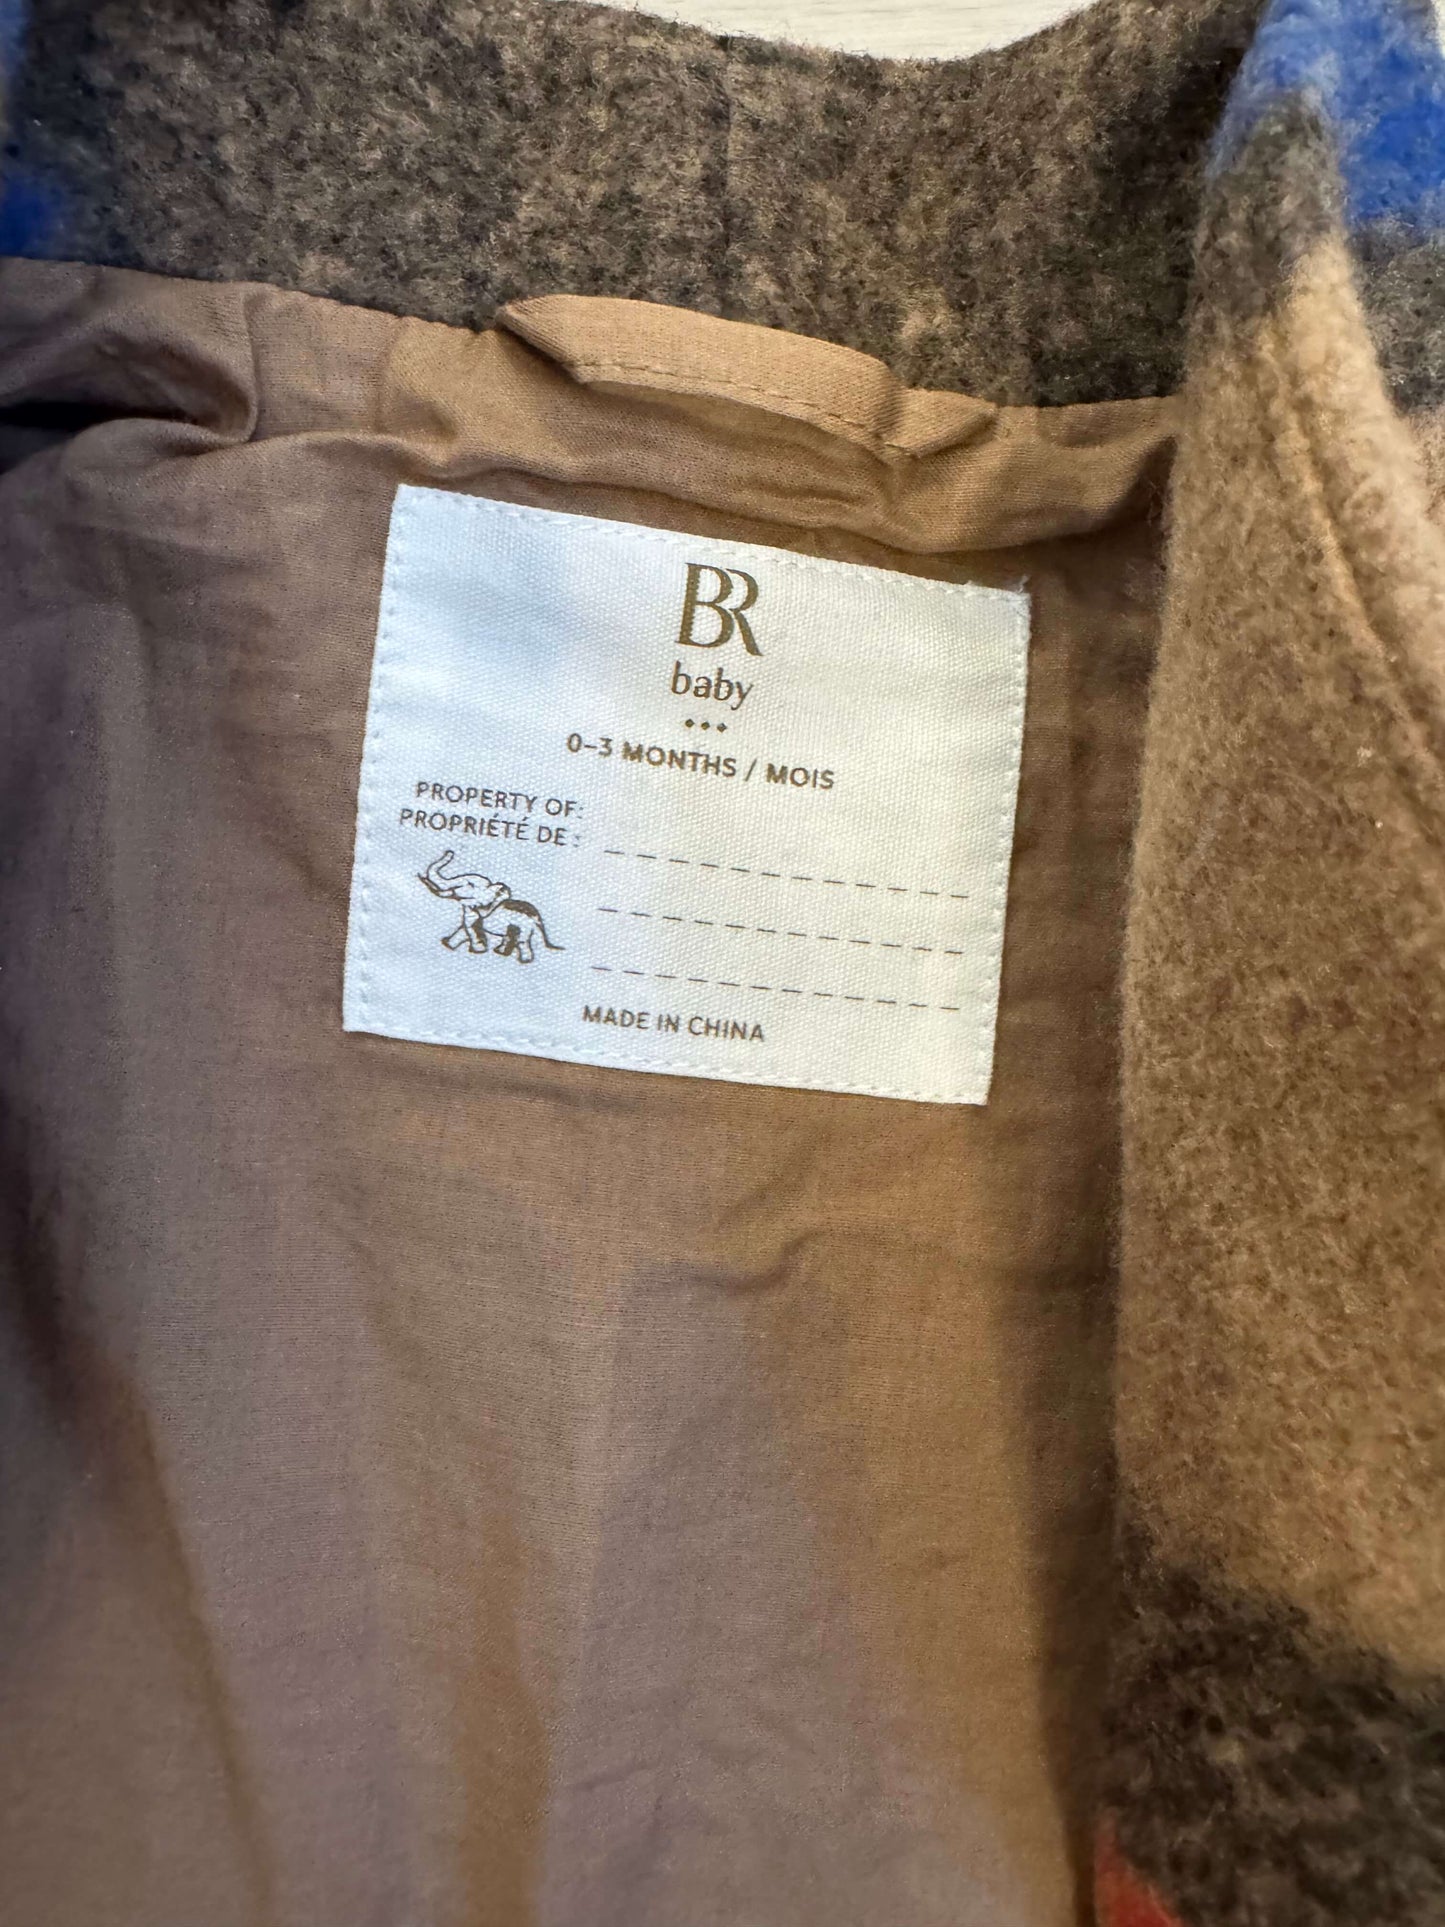 BR
baby
0–3 MONTHS / MOIS
PROPERTY OF:
PROPRIÉTÉ DE :
MADE IN CHINA